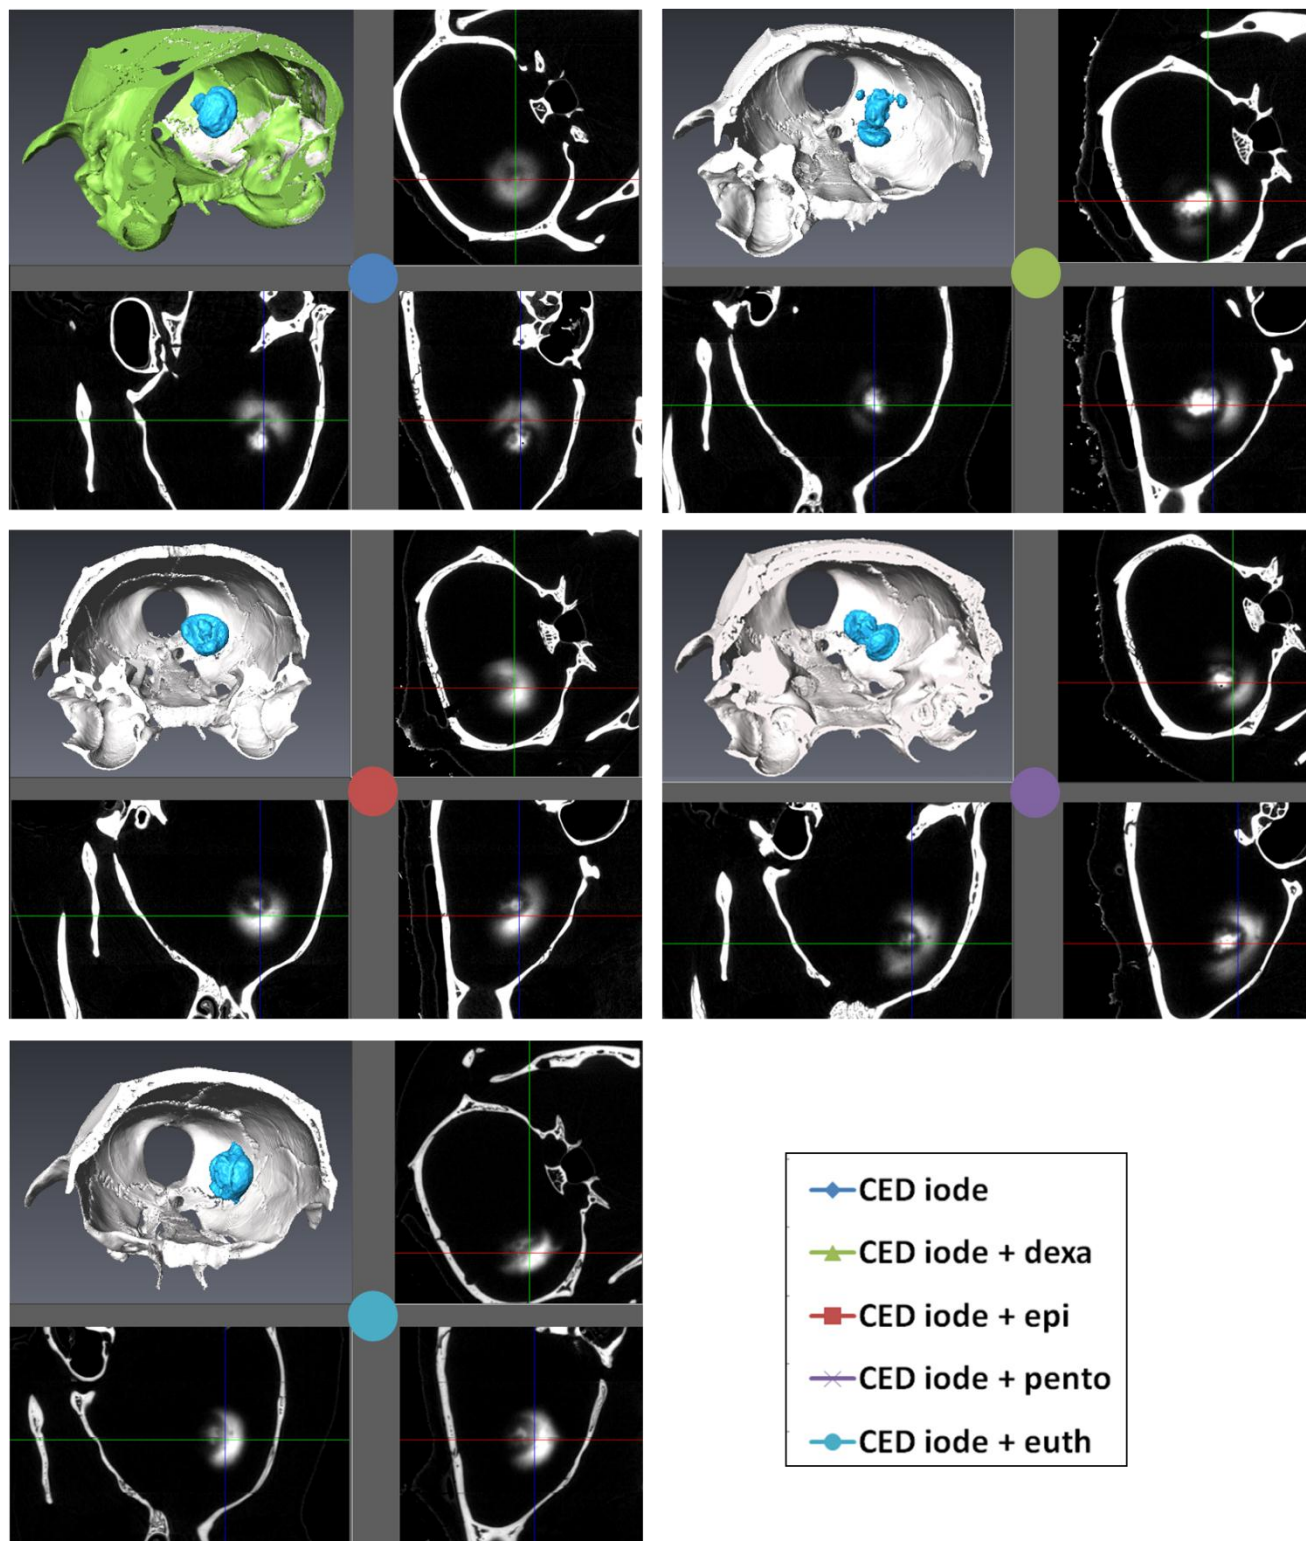 CED iode
CED iode + dexa
CED iode + epi
CED iode + pento
CED iode + euth